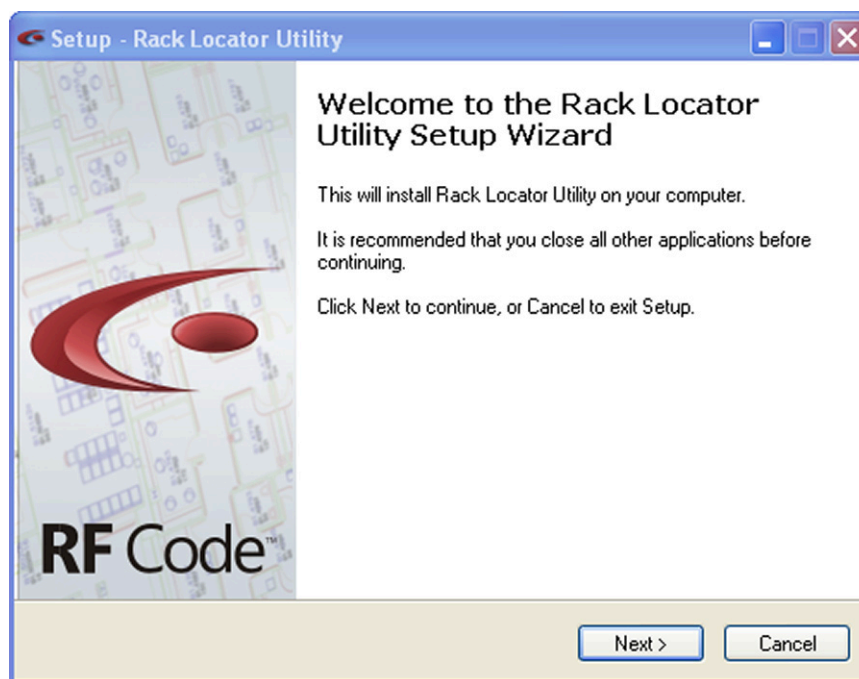 Setup - Rack Locator Utility
Welcome to the Rack Locator
Utility Setup Wizard
This will install Rack Locator Utility on your computer.
It is recommended that you close all other applications before
continuing.
Click Next to continue, or Cancel to exit Setup.
RF Code™
Next >
Cancel